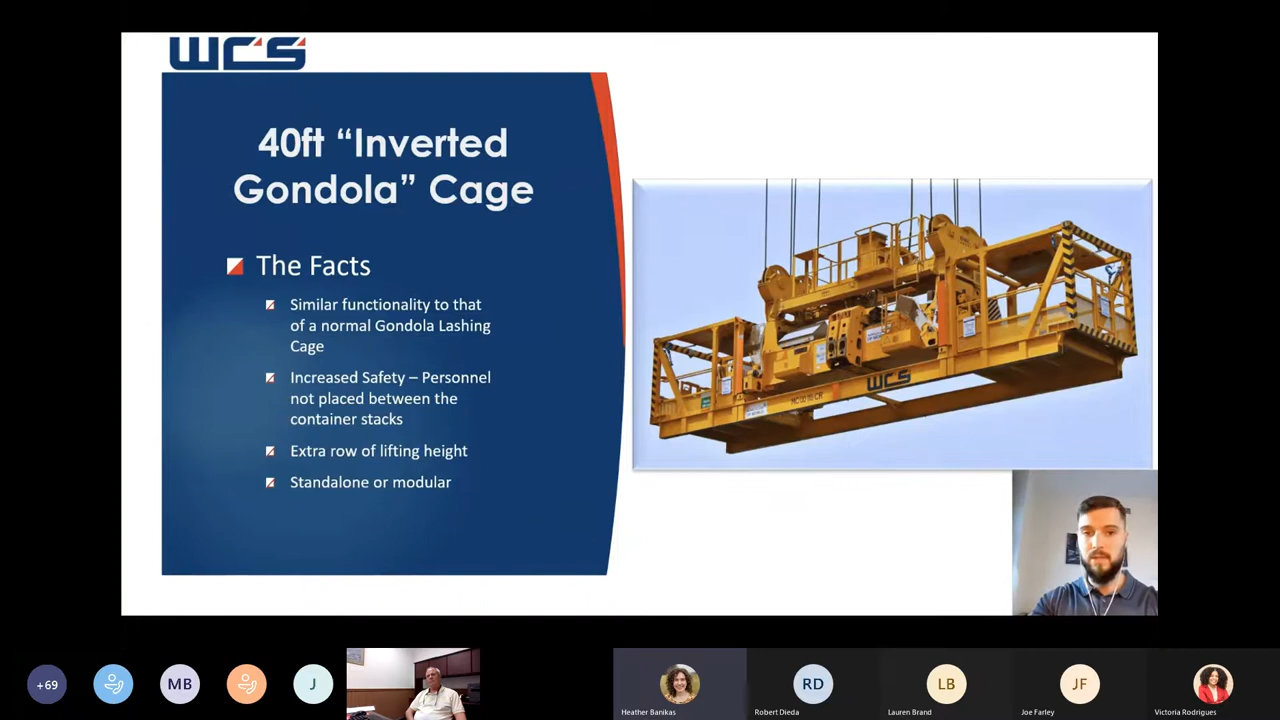 WCS
40ft “Inverted
Gondola” Cage
The Facts
Similar functionality to that
of a normal Gondola Lashing
Cage
Increased Safety – Personnel
not placed between the
container stacks
Extra row of lifting height
Standalone or modular
WCS
+69
MB
J
RD
LB
JF
Heather Banikas
Robert Dieda
Lauren Brand
Joe Farley
Victoria Rodrigues